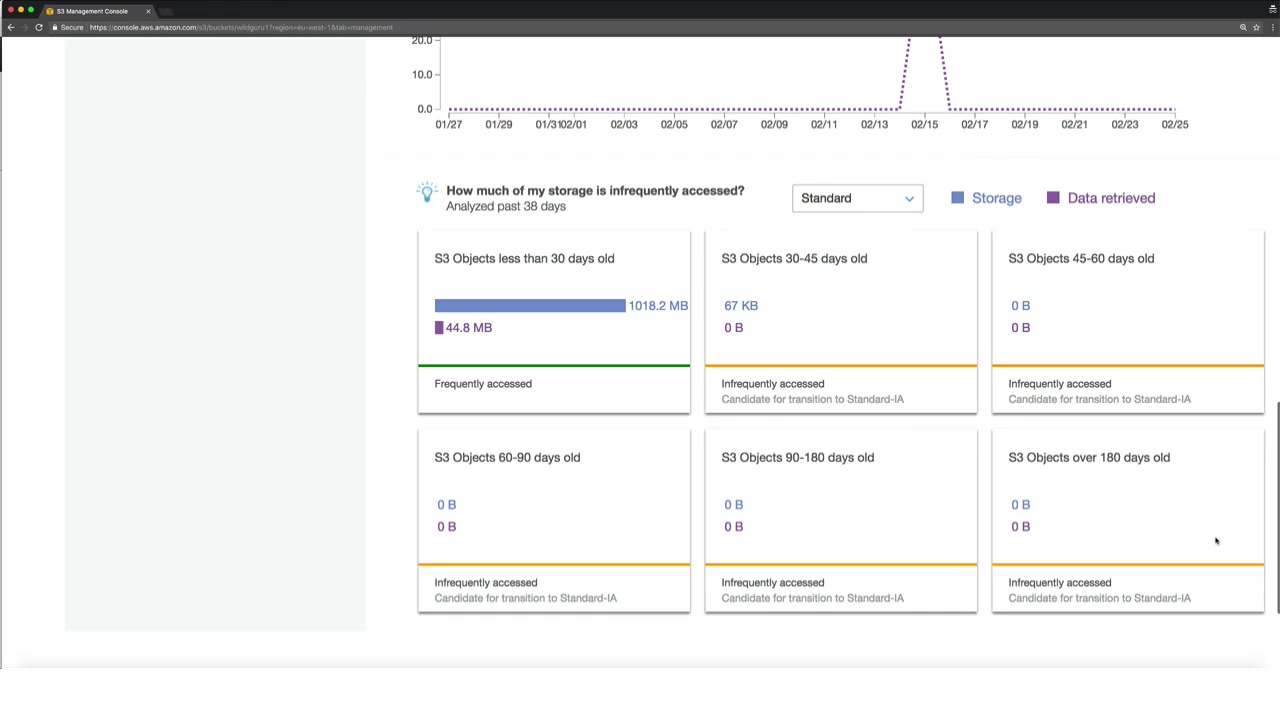 S3 Management Console
Secure https://console.aws.amazon.com/s3/buckets/wildguru1?region=eu-west-1&tab=management
20.0
10.0
0.0
01/27 01/29 01/31 02/01 02/03 02/05 02/07 02/09 02/11 02/13 02/15 02/17 02/19 02/21 02/23 02/25
How much of my storage is infrequently accessed?
Analyzed past 38 days
Standard
Storage Data retrieved
S3 Objects less than 30 days old
1018.2 MB
44.8 MB
Frequently accessed
S3 Objects 30-45 days old
67 KB
0 B
Infrequently accessed
Candidate for transition to Standard-IA
S3 Objects 45-60 days old
0 B
0 B
Infrequently accessed
Candidate for transition to Standard-IA
S3 Objects 60-90 days old
0 B
0 B
Infrequently accessed
Candidate for transition to Standard-IA
S3 Objects 90-180 days old
0 B
0 B
Infrequently accessed
Candidate for transition to Standard-IA
S3 Objects over 180 days old
0 B
0 B
Infrequently accessed
Candidate for transition to Standard-IA